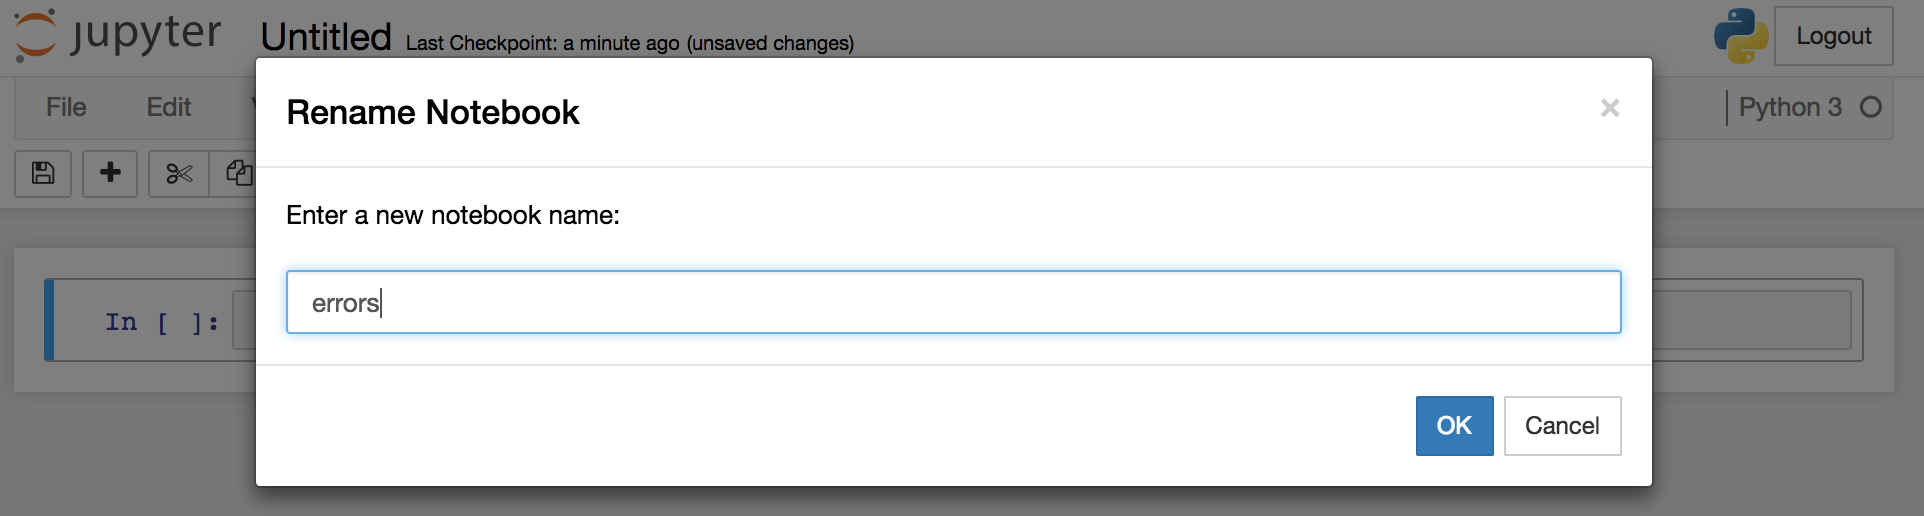 jupyter Untitled Last Checkpoint: a minute ago (unsaved changes) Logout
File Edit Python 3
Rename Notebook
Enter a new notebook name:
errors
In [ ]:
OK Cancel